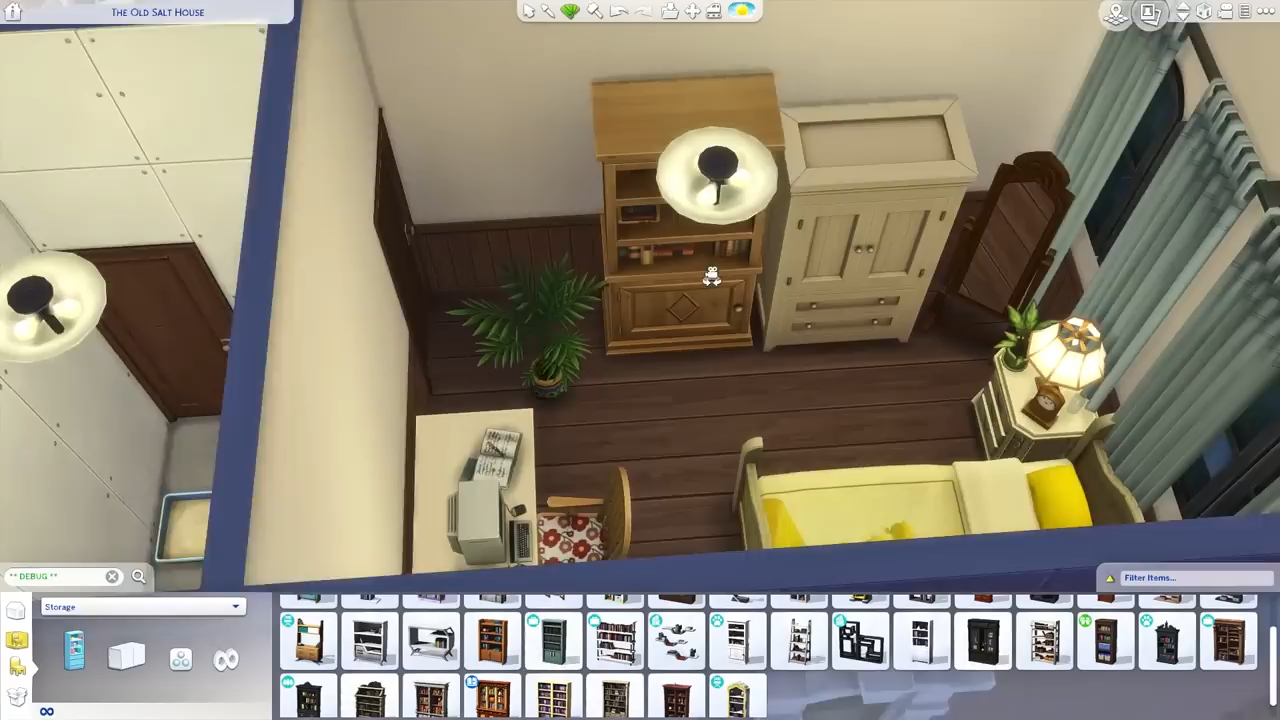 The Old Salt House
** DEBUG **
Filter Items...
Storage